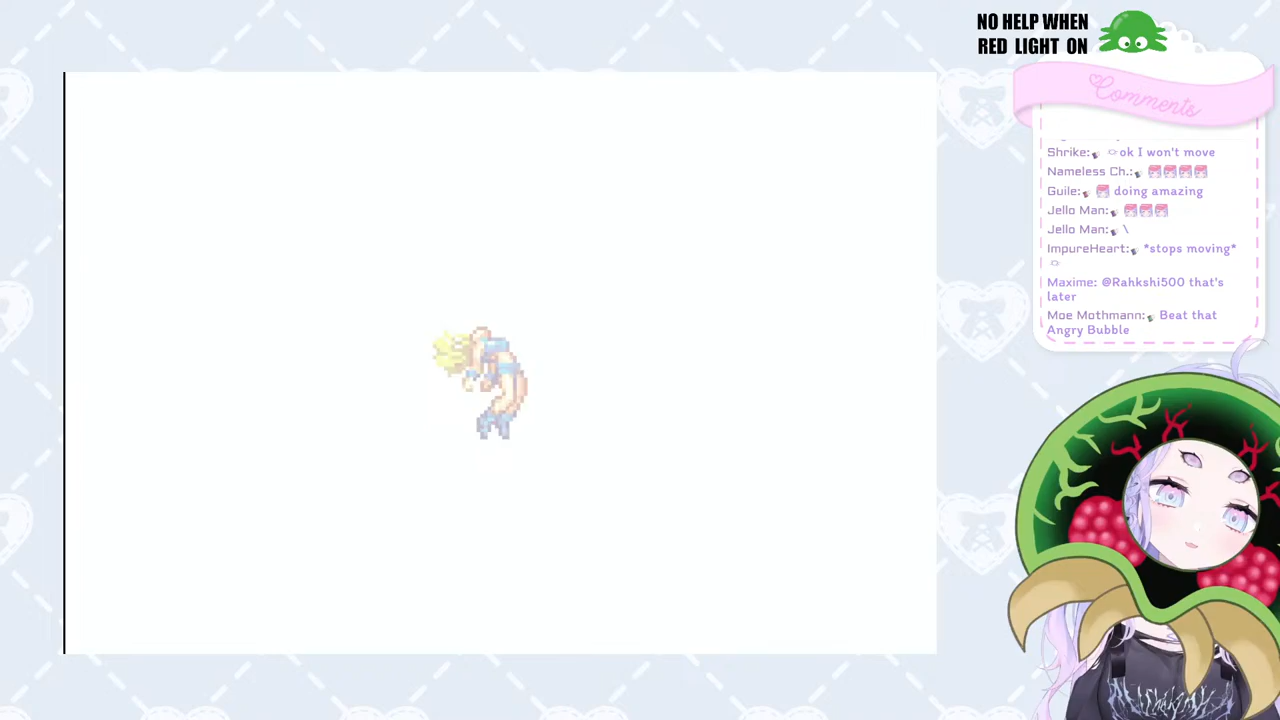 NO HELP WHEN
RED LIGHT ON
Comments
Shrike: ok I won't move
Nameless Ch.:
Guile: doing amazing
Jello Man:
Jello Man: \
ImpureHeart: *stops moving*
Maxime: @Rahkshi500 that's
later
Moe Mothmann: Beat that
Angry Bubble